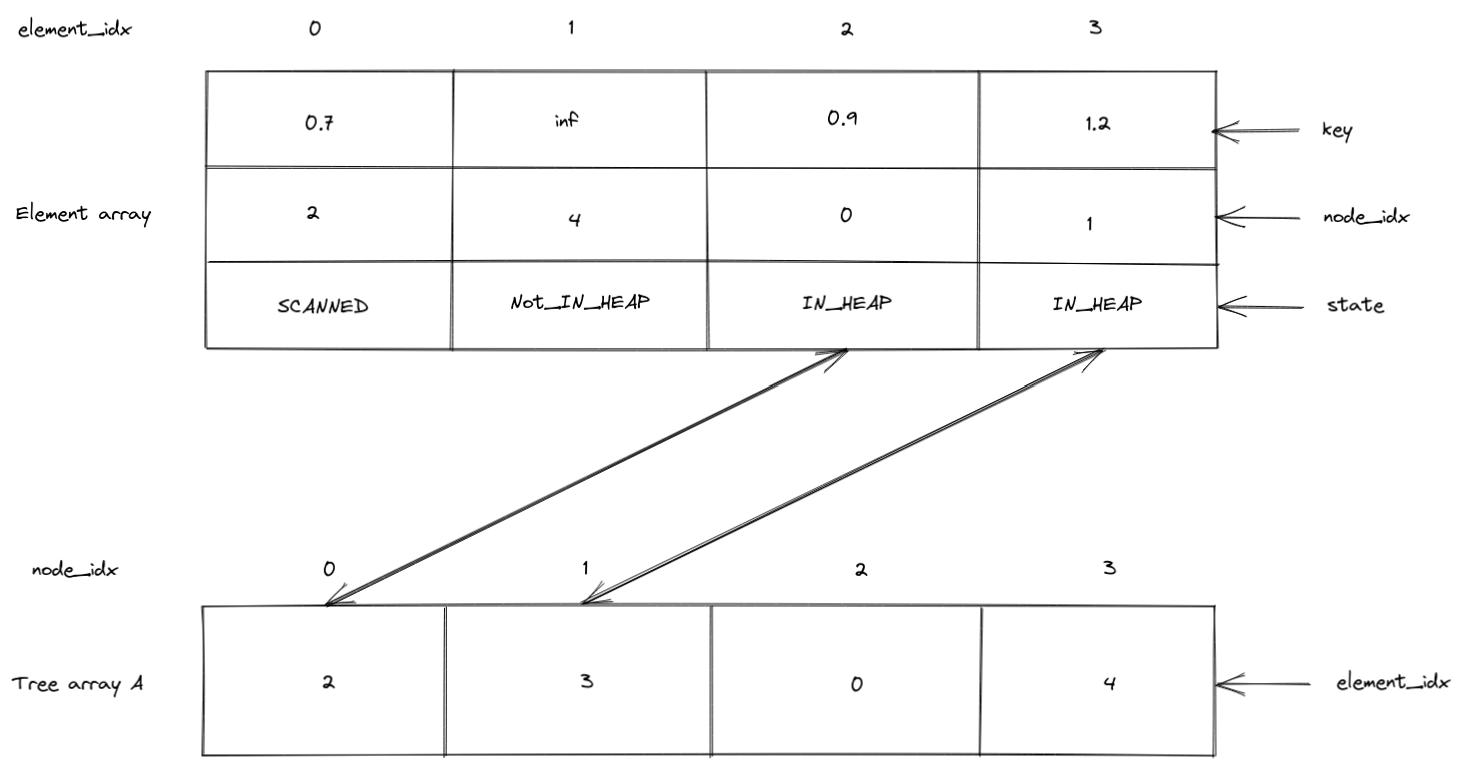 element_idx 0 1 2 3
0.7 inf 0.9 1.2 key
Element array 2 4 0 1 node_idx
SCANNED Not_IN_HEAP IN_HEAP IN_HEAP state
node_idx 0 1 2 3
Tree array A 2 3 0 4 element_idx